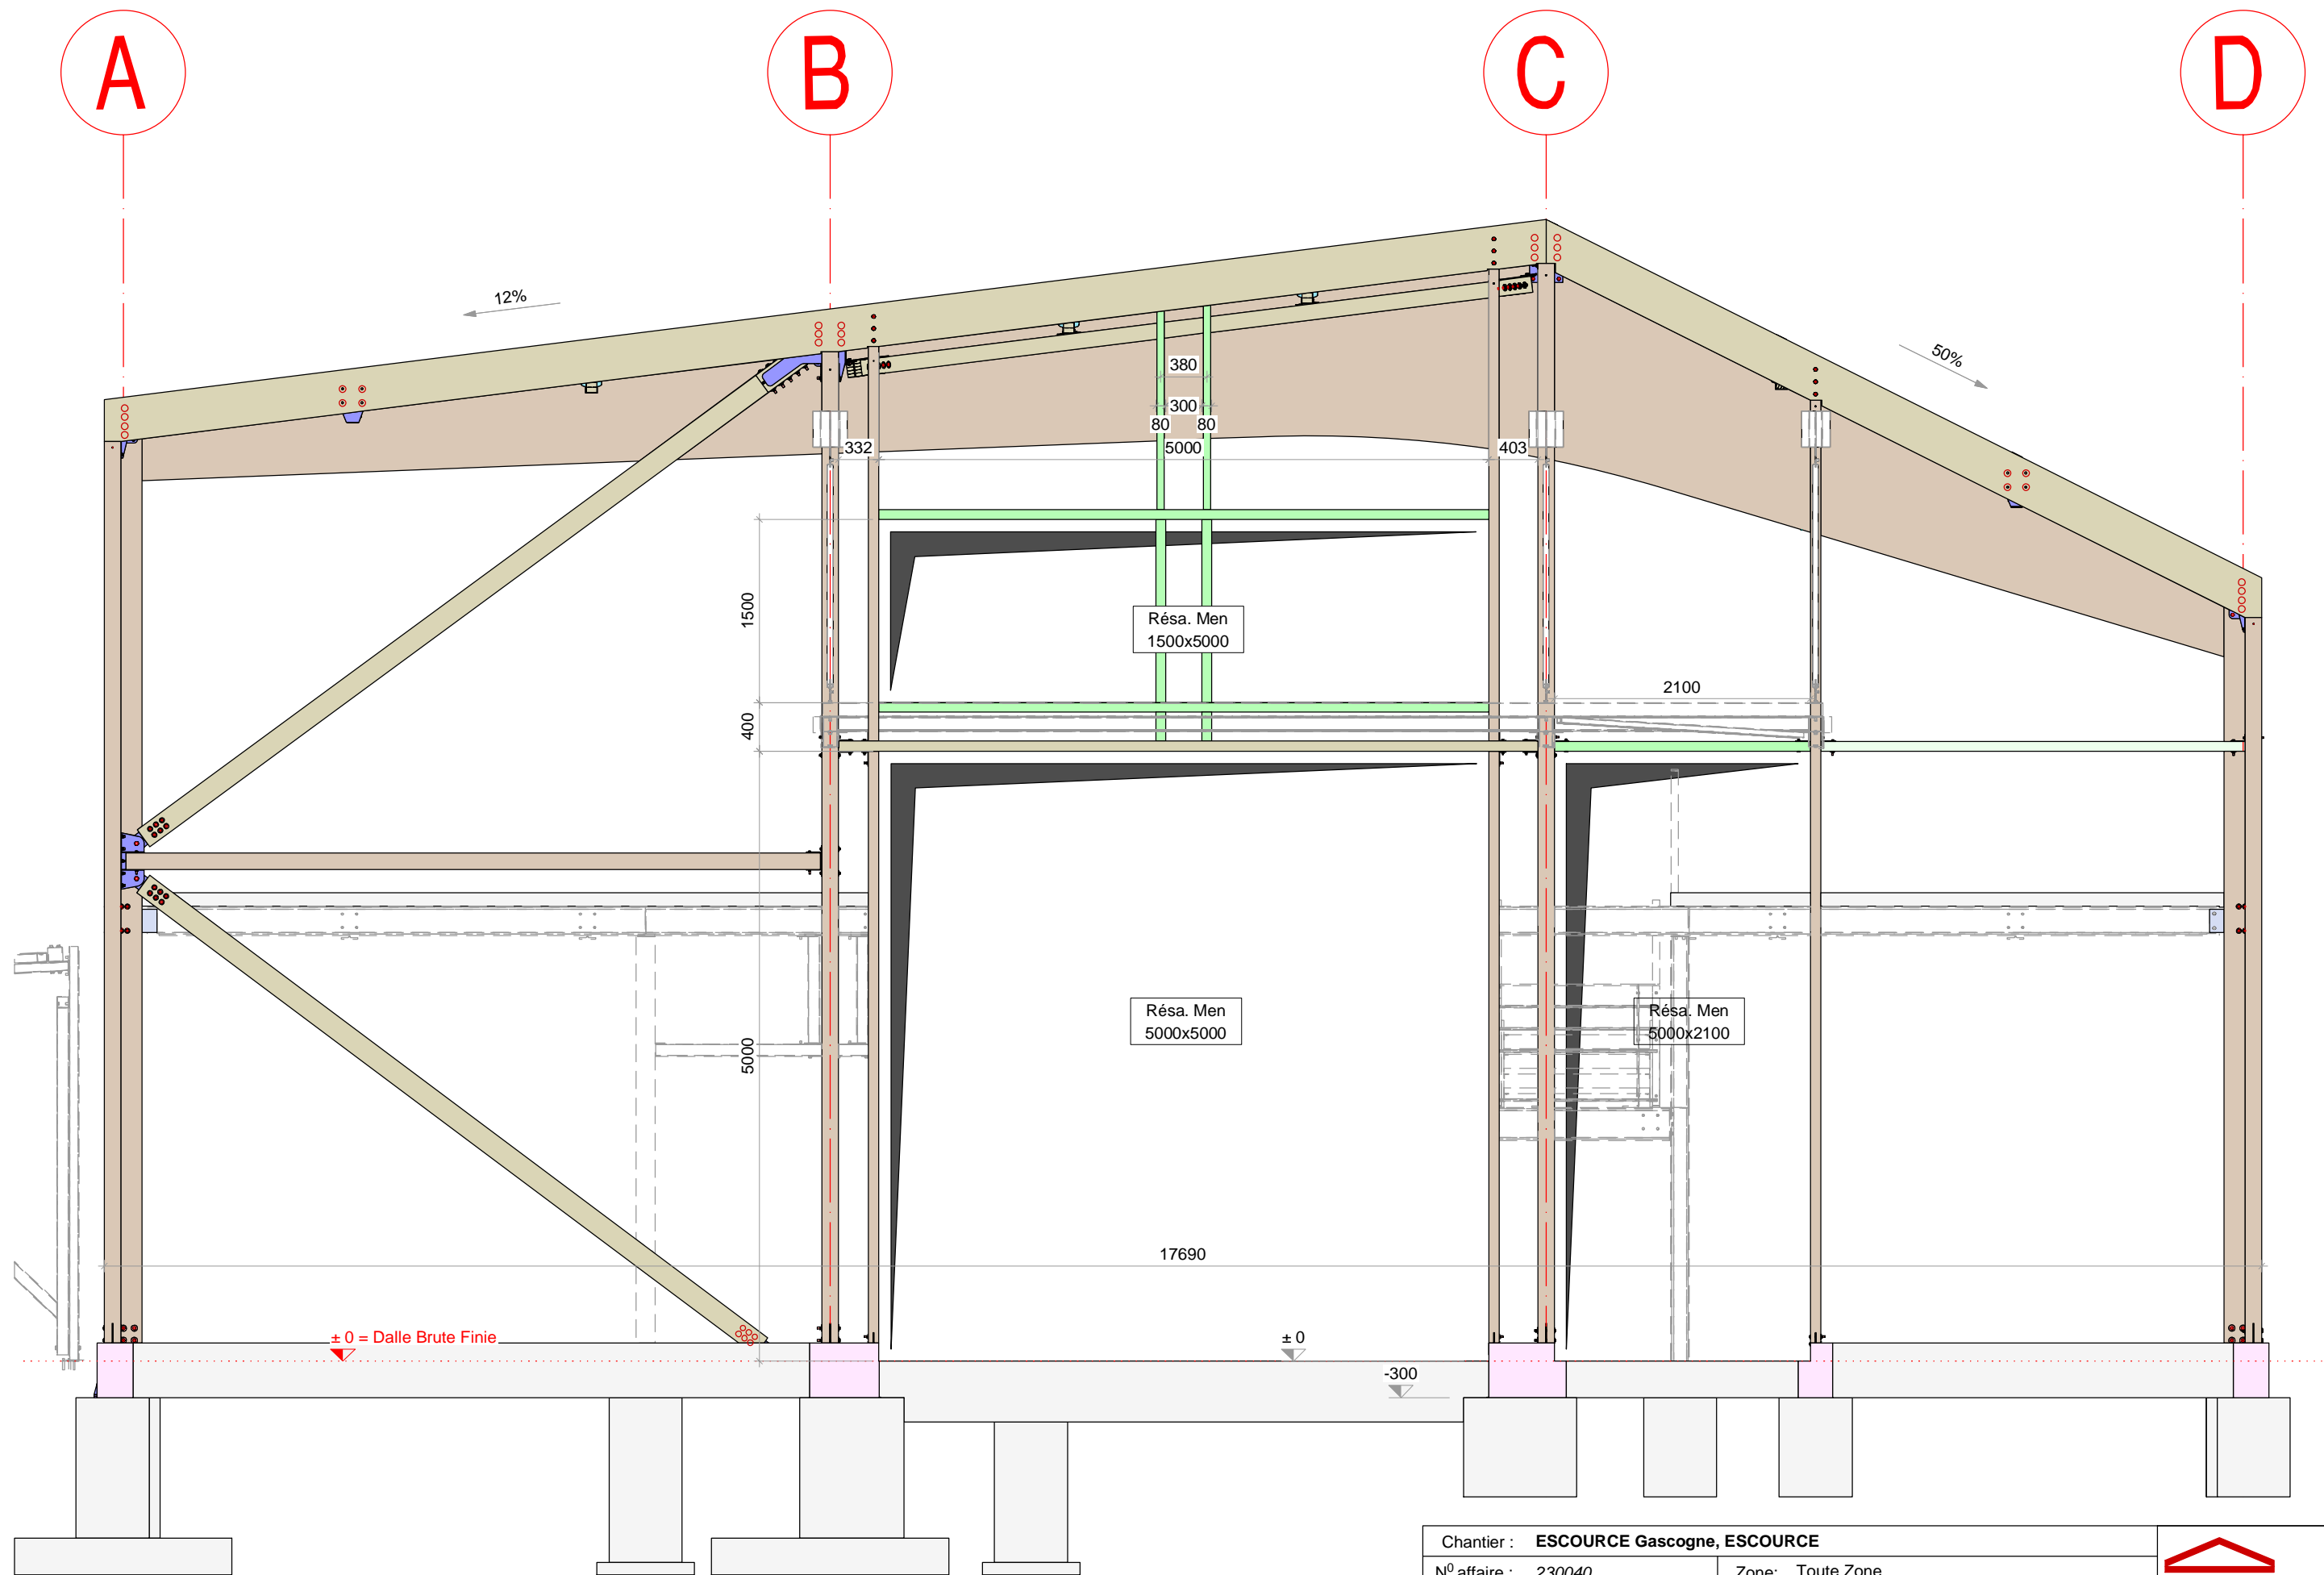 A B C D
12%
50%
380
300
80 80
332 5000 403
1500
Résa. Men
1500x5000
2100
400
Résa. Men
5000x5000
Résa. Men
5000x2100
5000
17690
± 0 = Dalle Brute Finie
± 0
-300
Chantier : ESCOURCE Gascogne, ESCOURCE
N0 affaire : 230040 Zone: Toute Zone